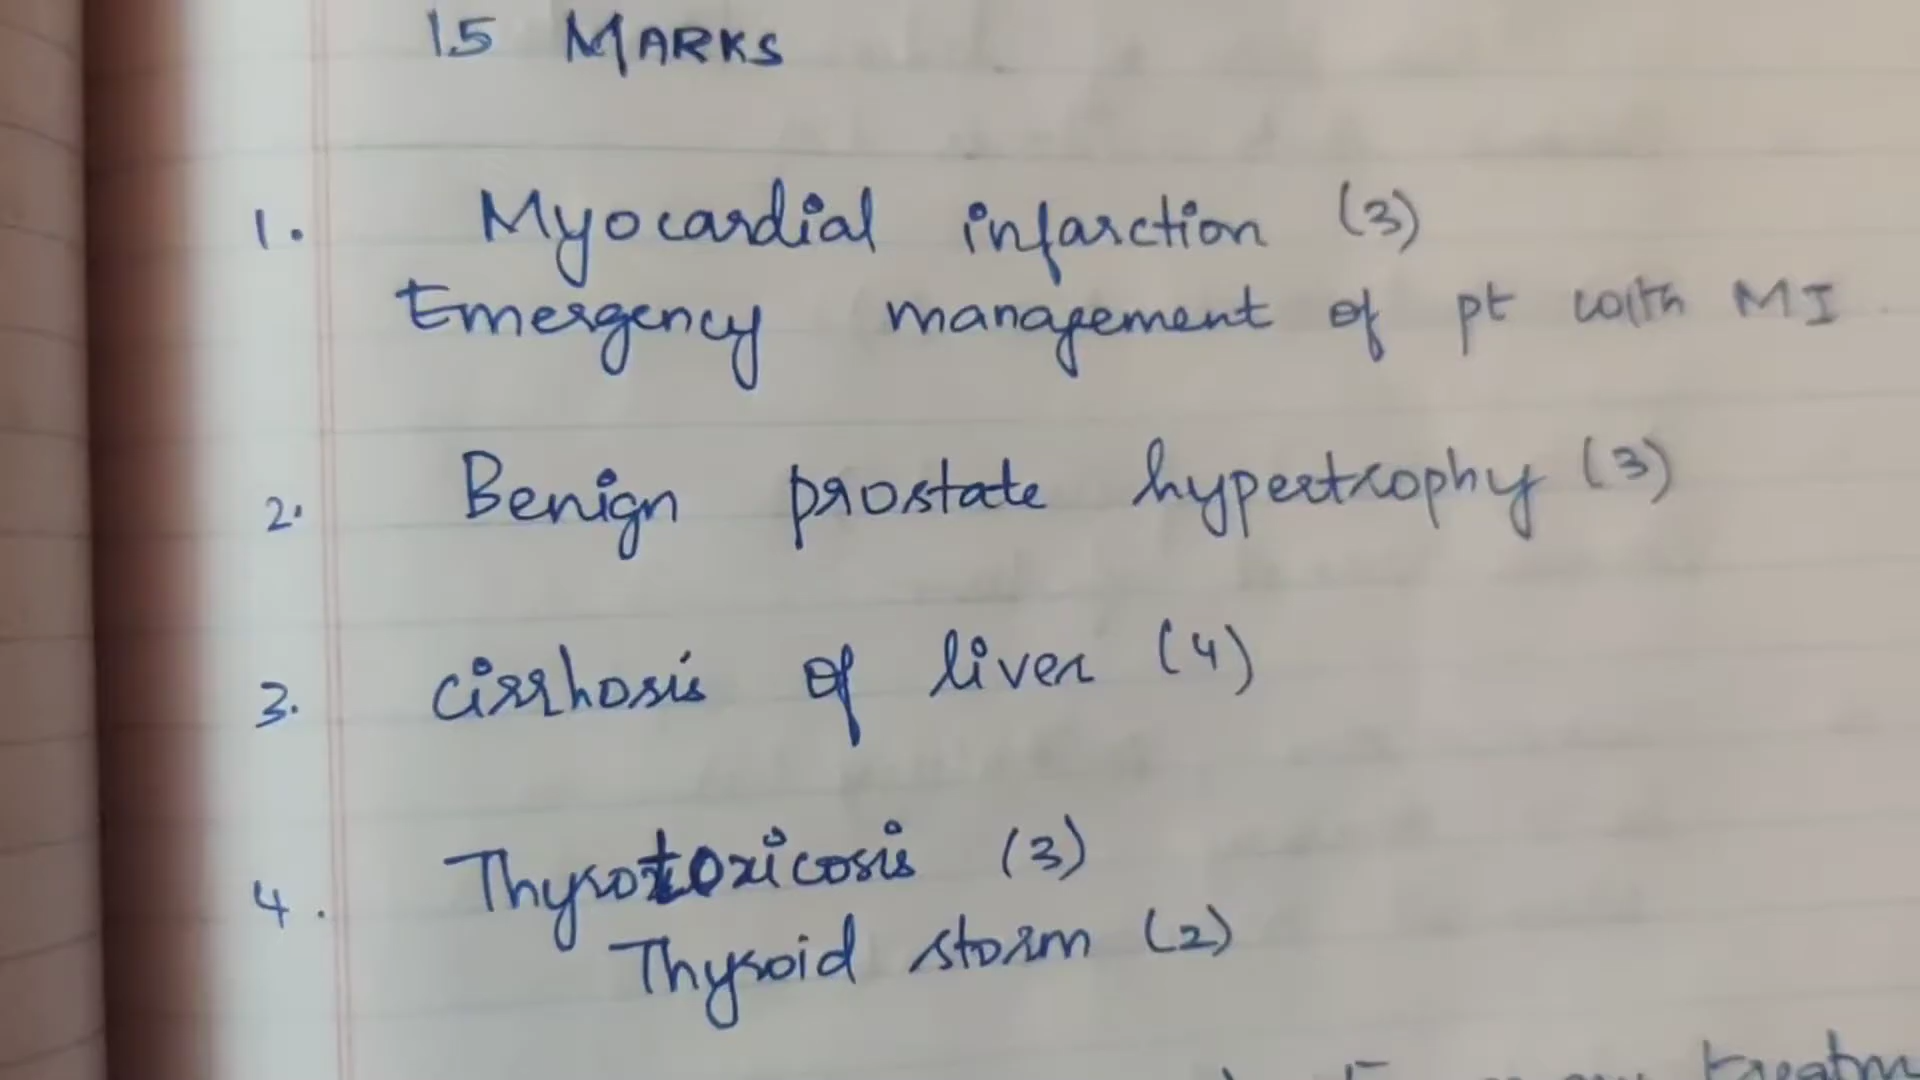 15 MARKS
1. Myocardial infarction (3)
Emergency management of pt with MI
2. Benign prostate hypertrophy (3)
3. cirrhosis of liver (4)
4. Thyrotoxicosis (3)
Thyroid storm (2)